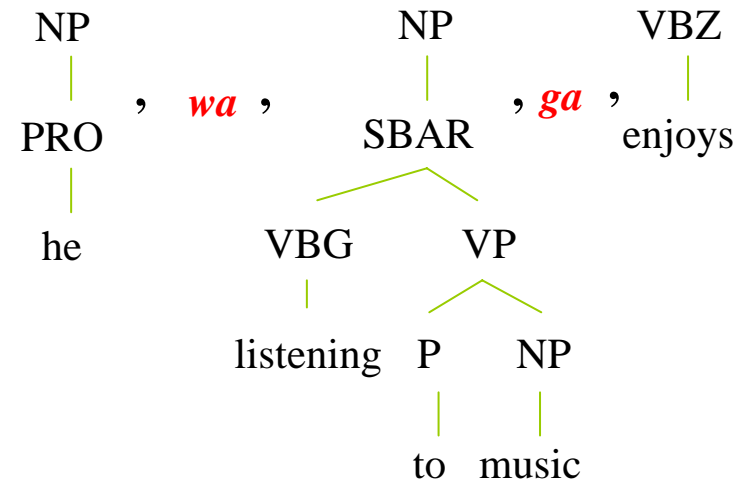 NP NP VBZ
, wa , , ga ,
PRO SBAR enjoys
he VBG VP
listening P NP
to music